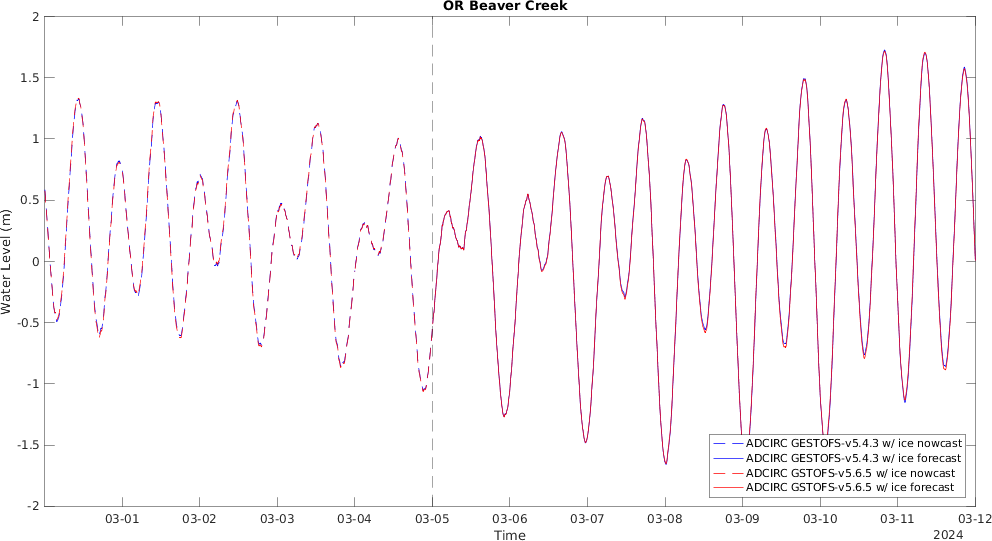 OR Beaver Creek
2
1.5
1
0.5
0
-0.5
-1
-1.5
-2
Water Level (m)
ADCIRC GESTOFS-v5.4.3 w/ ice nowcast
ADCIRC GESTOFS-v5.4.3 w/ ice forecast
ADCIRC GSTOFS-v5.6.5 w/ ice nowcast
ADCIRC GSTOFS-v5.6.5 w/ ice forecast
03-01 03-02 03-03 03-04 03-05 03-06 03-07 03-08 03-09 03-10 03-11 03-12
Time
2024